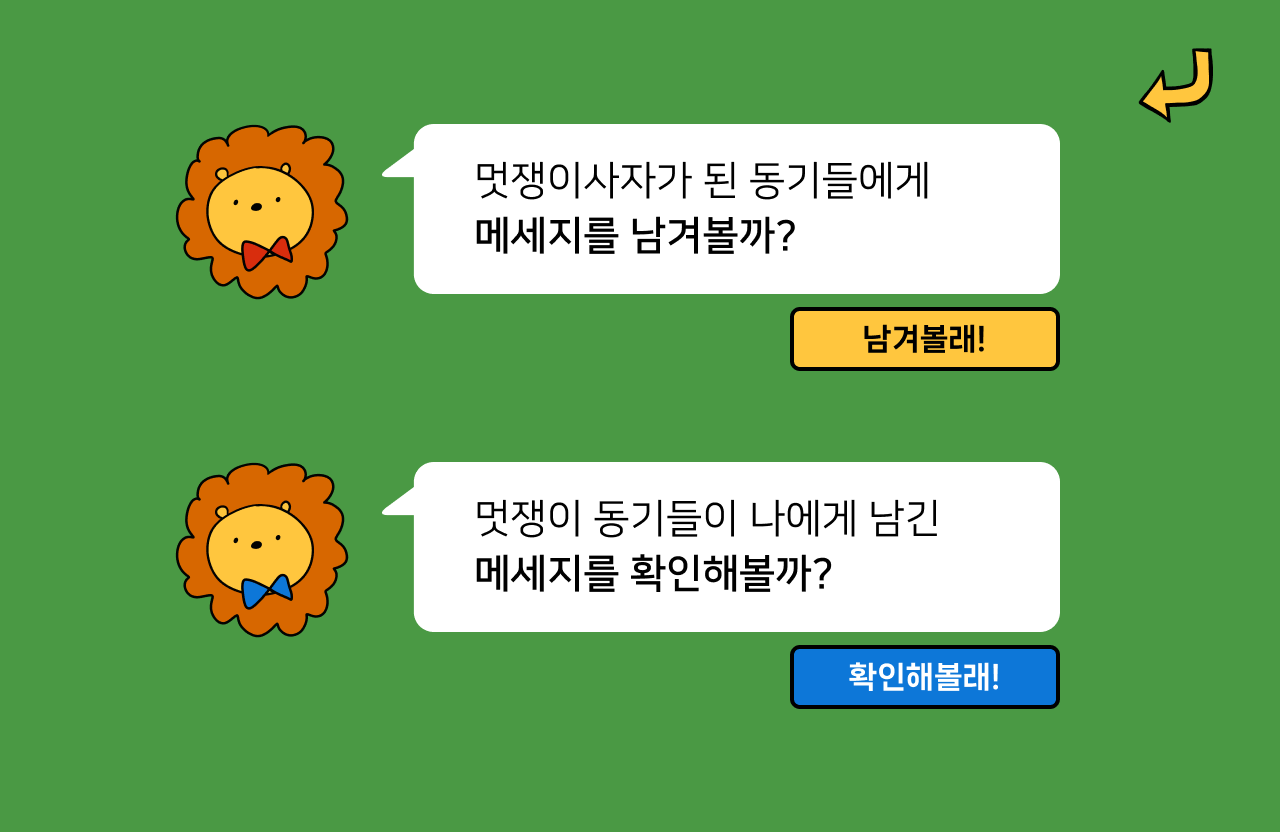 멋쟁이사자가 된 동기들에게
메세지를 남겨볼까?
남겨볼래!
멋쟁이 동기들이 나에게 남긴
메세지를 확인해볼까?
확인해볼래!